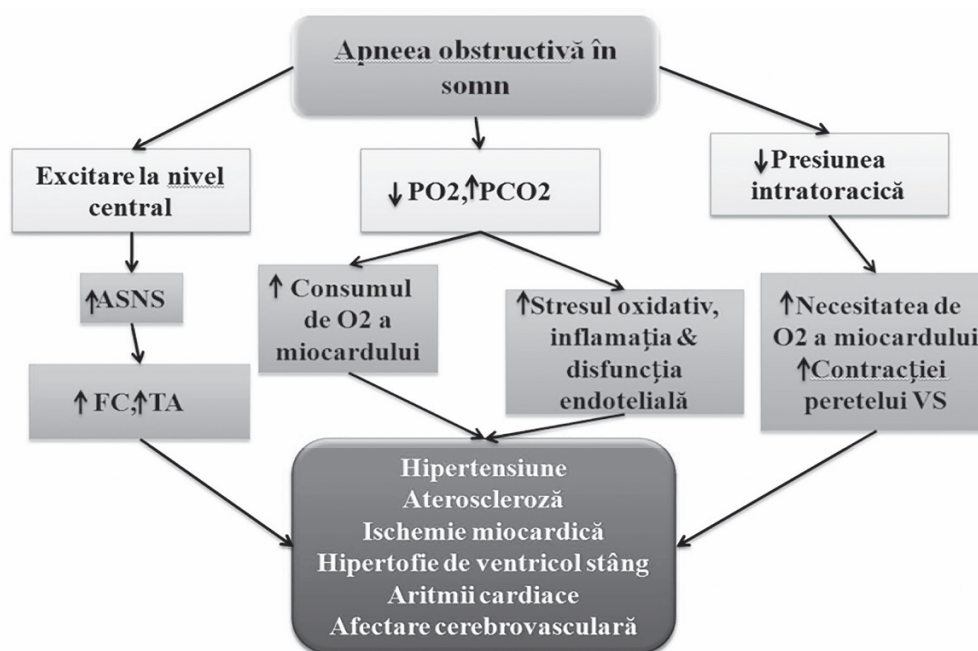 Apneea obstructivă în
somn
Excitare la nivel
central
↓ PO2,↑PCO2
↓Presiunea
intratoracică
↑ASNS
↑ Consumul
de O2 a
miocardului
↑Stresul oxidativ,
inflamația &
disfuncția
endotelială
↑Necesitatea de
O2 a miocardului
↑Contracției
peretelui VS
↑ FC,↑TA
Hipertensiune
Ateroscleroză
Ischemie miocardică
Hipertofie de ventricol stâng
Aritmii cardiace
Afectare cerebrovasculară